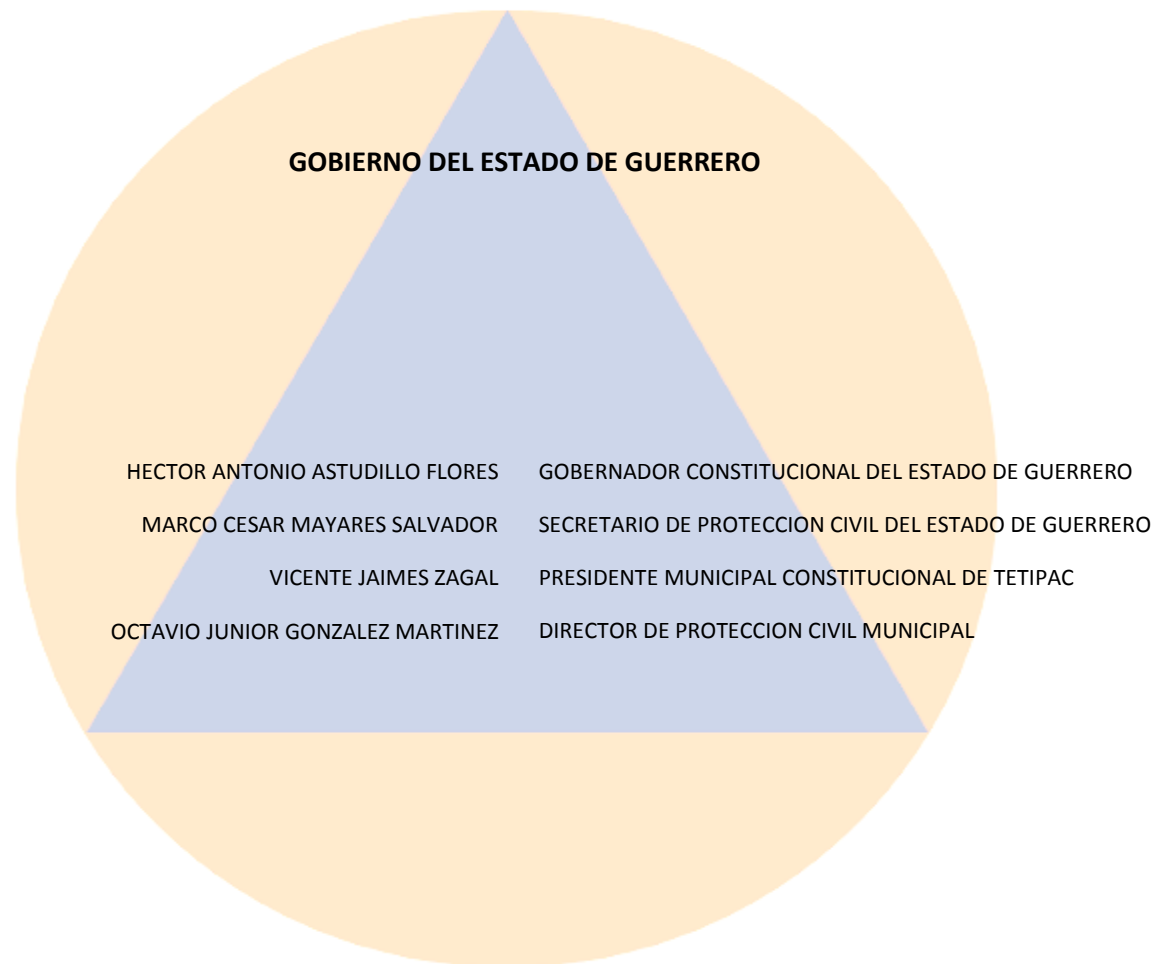 GOBIERNO DEL ESTADO DE GUERRERO
HECTOR ANTONIO ASTUDILLO FLORES GOBERNADOR CONSTITUCIONAL DEL ESTADO DE GUERRERO
MARCO CESAR MAYARES SALVADOR SECRETARIO DE PROTECCION CIVIL DEL ESTADO DE GUERRERO
VICENTE JAIMES ZAGAL PRESIDENTE MUNICIPAL CONSTITUCIONAL DE TETIPAC
OCTAVIO JUNIOR GONZALEZ MARTINEZ DIRECTOR DE PROTECCION CIVIL MUNICIPAL